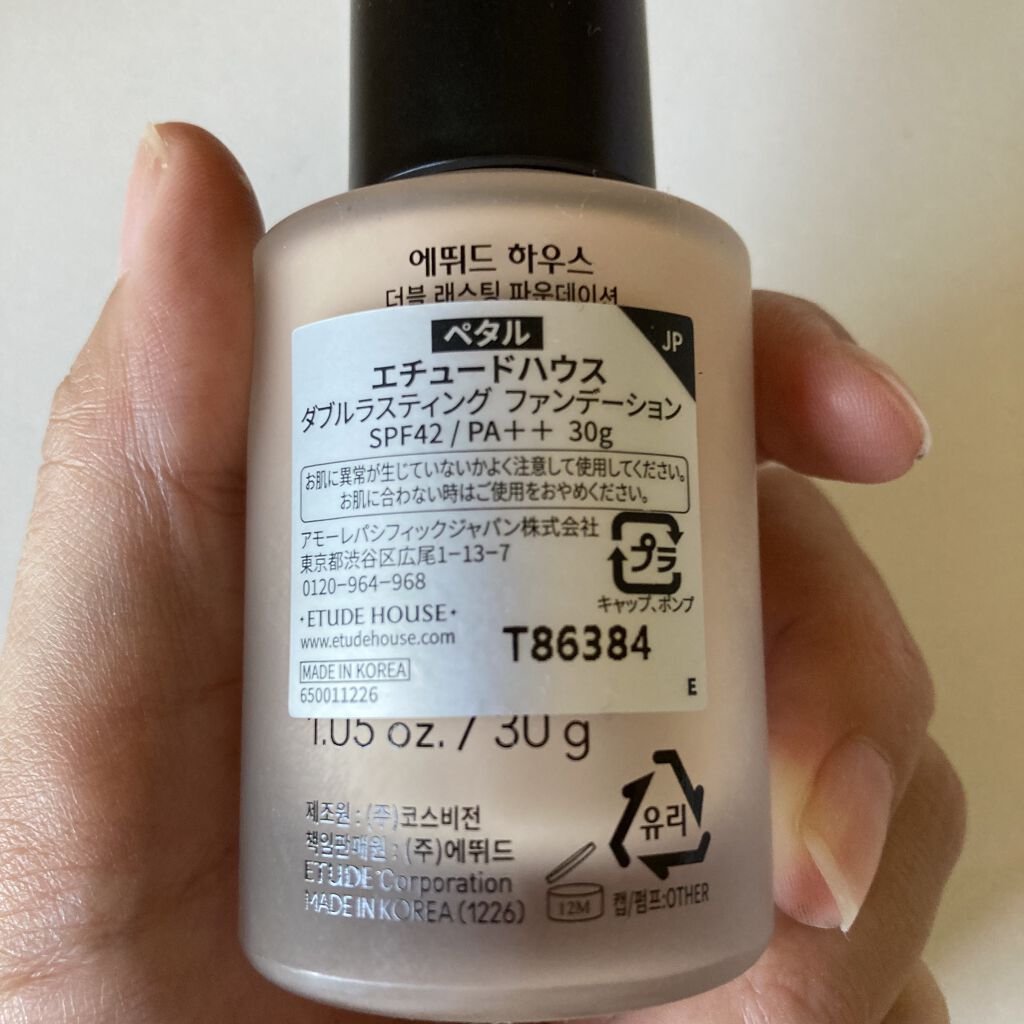 에뛰드 하우스
더블 래스팅 파운데이션
ペタル
JP
エチュードハウス
ダブルラスティング ファンデーション
SPF42 / PA＋＋ 30g
お肌に異常が生じていないかよく注意して使用してください。
お肌に合わない時はご使用をおやめください。
アモーレパシフィックジャパン株式会社
東京都渋谷区広尾1-13-7
0120-964-968
プラ
キャップ、ポンプ
・ETUDE HOUSE・
www.etudehouse.com
T86384
MADE IN KOREA
650011226
E
1.05 oz. / 30 g
제조원 : (주)코스비전
책임판매원 : (주)에뛰드
ETUDE Corporation
MADE IN KOREA (1226)
12M
유리
캡/펌프:OTHER